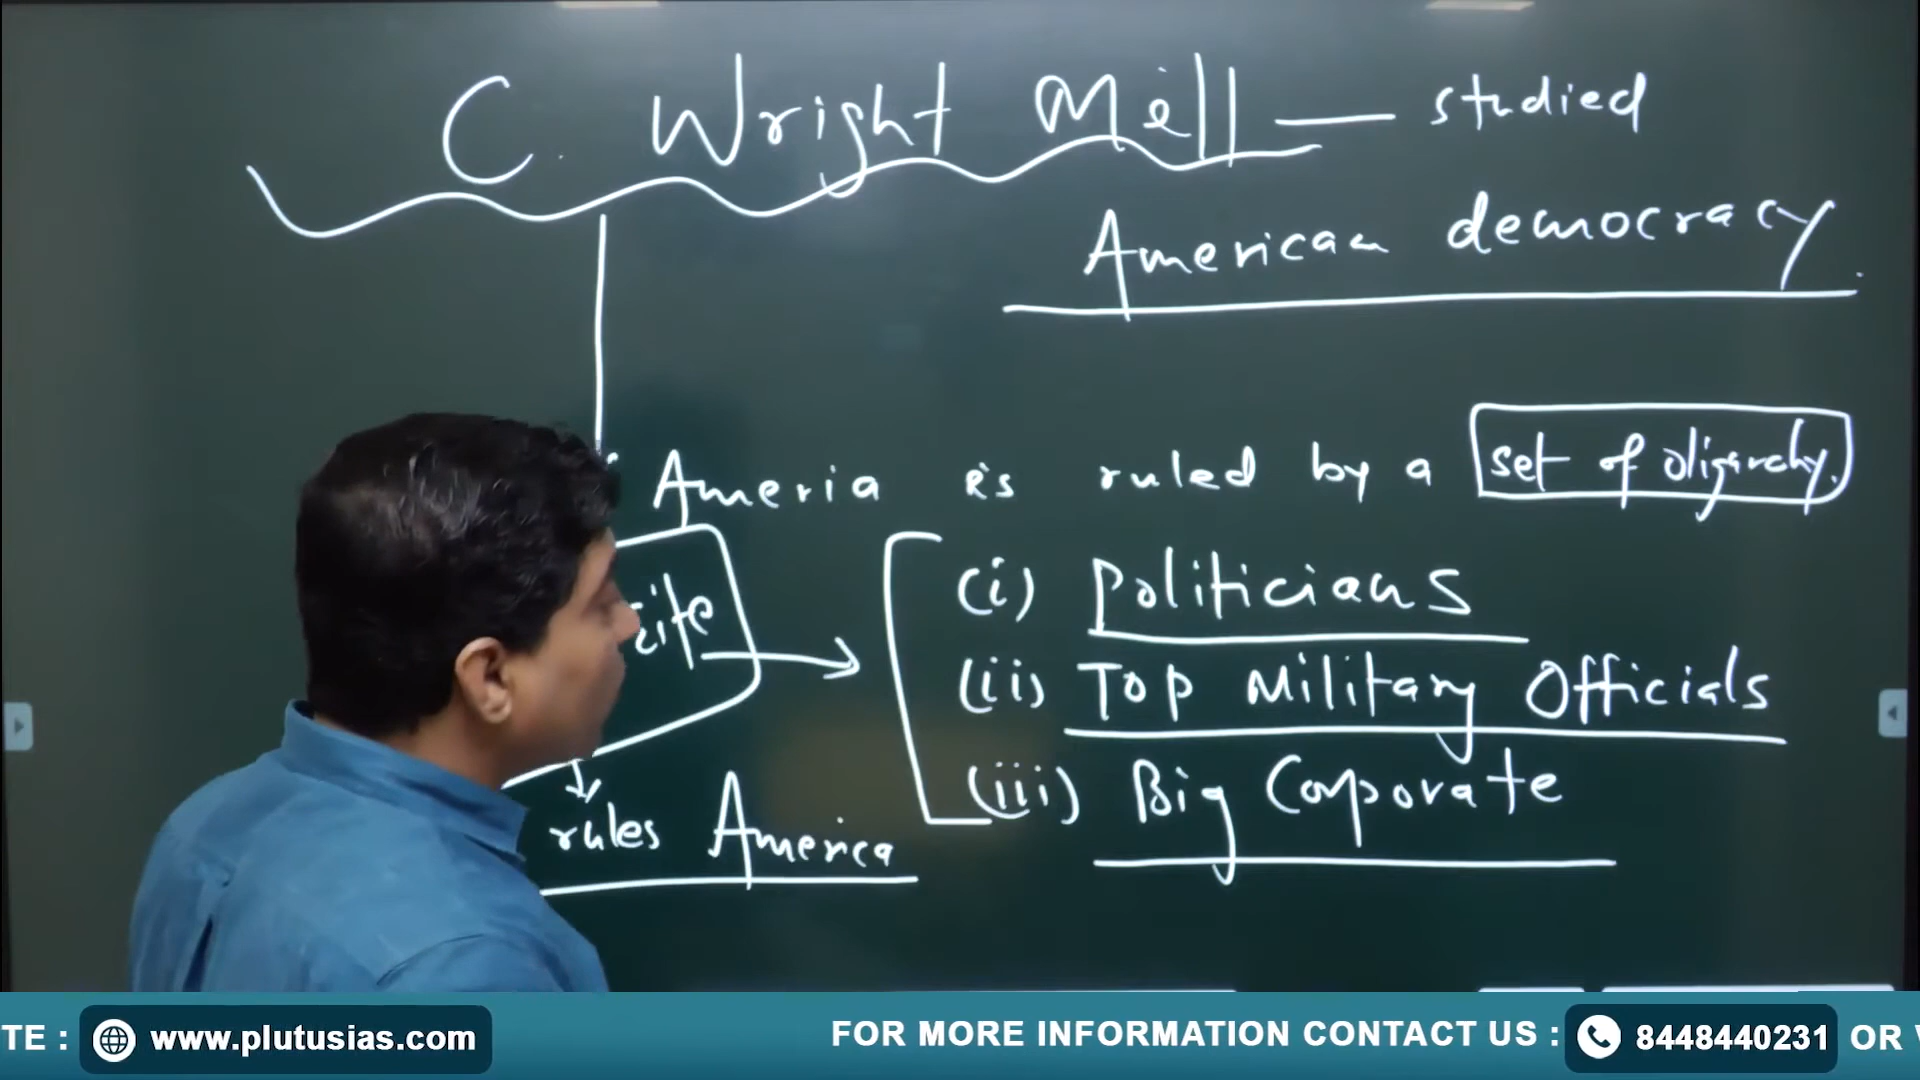 C. Wright Mill — studied
American democracy.
Ameria is ruled by a set of oligarchy.
(i) Politicians
(ii) Top Military Officials
(iii) Big Corporate
rules America
TE : www.plutusias.com FOR MORE INFORMATION CONTACT US : 8448440231 OR